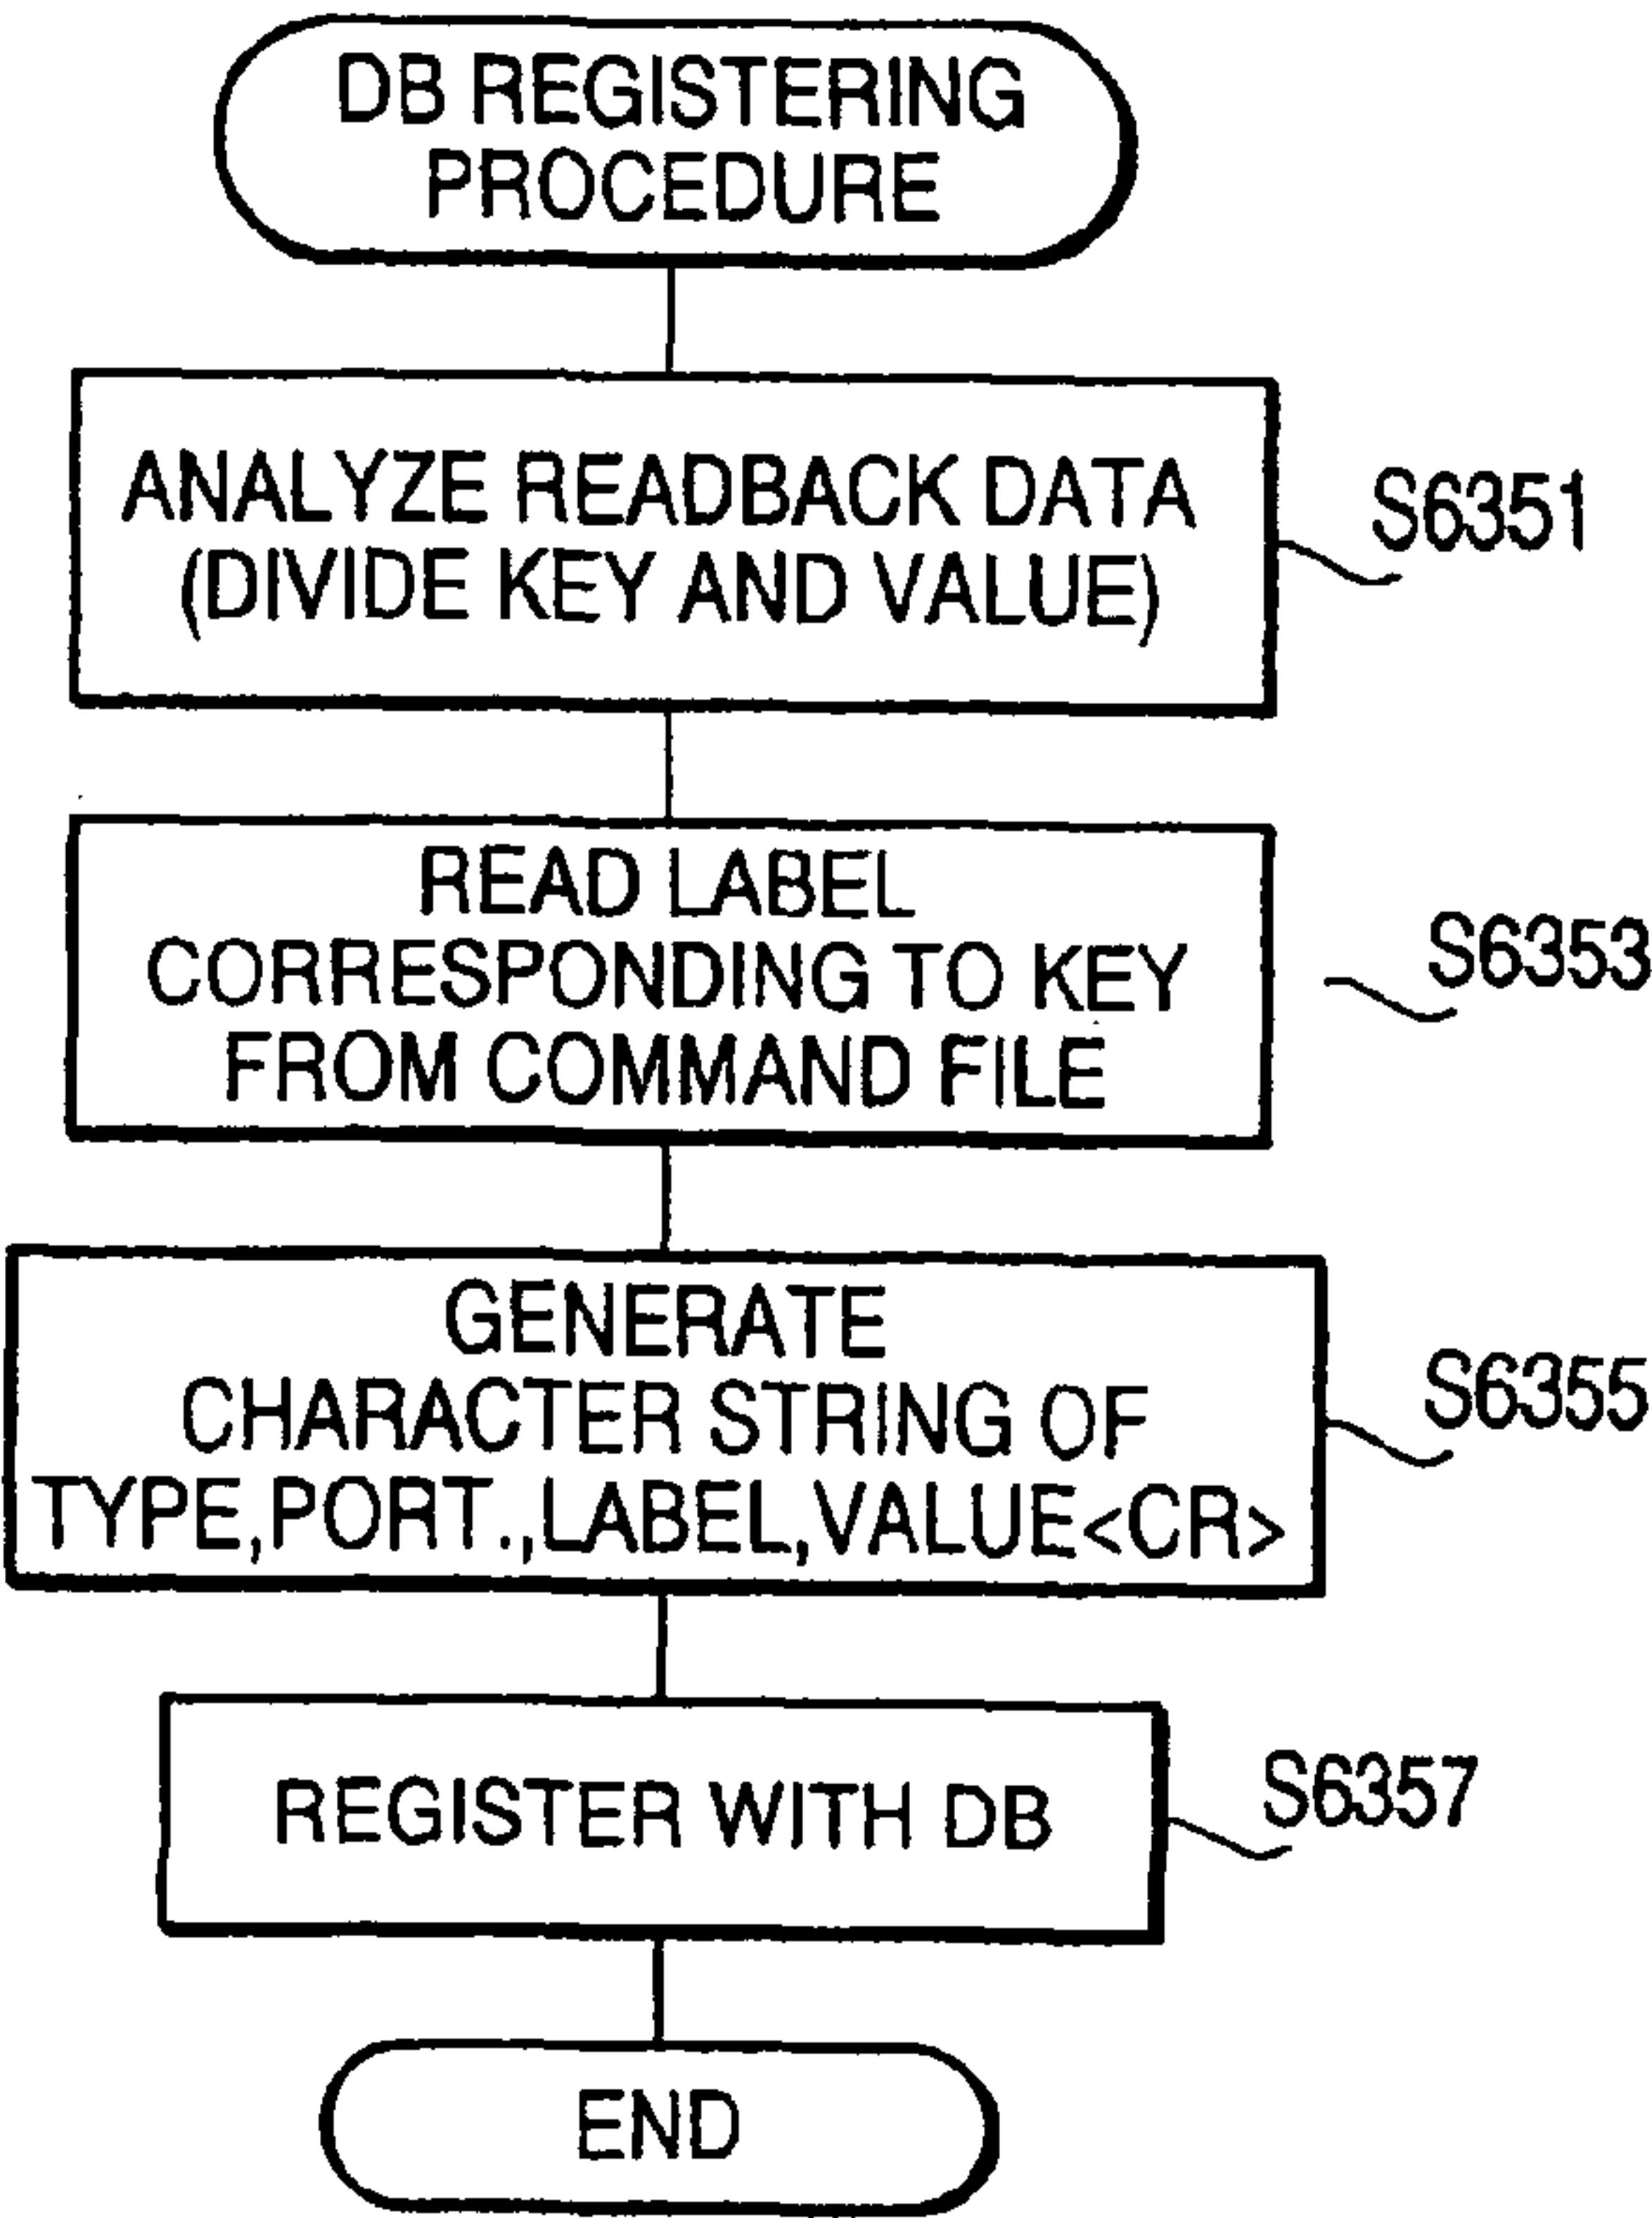 DB REGISTERING
PROCEDURE
ANALYZE READBACK DATA
(DIVIDE KEY AND VALUE)
S6351
READ LABEL
CORRESPONDING TO KEY
FROM COMMAND FILE
S6353
GENERATE
CHARACTER STRING OF
TYPE,PORT.,LABEL,VALUE<CR>
S6355
REGISTER WITH DB
S6357
END